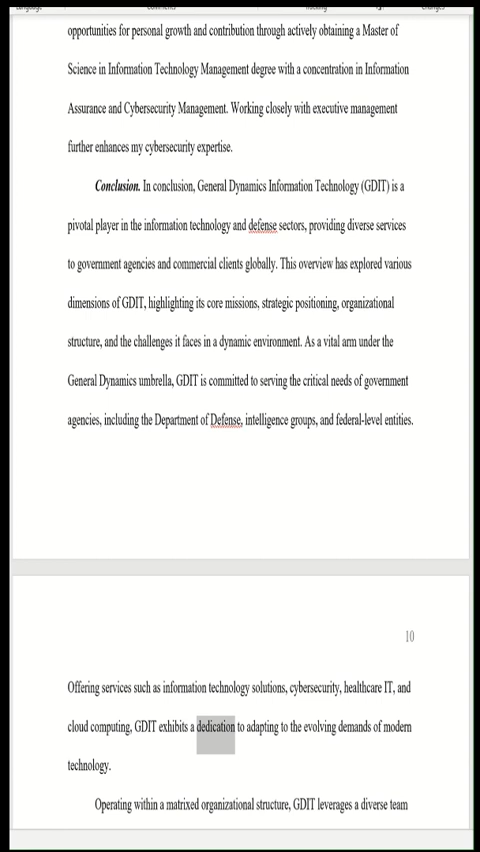 opportunities for personal growth and contribution through actively obtaining a Master of
Science in Information Technology Management degree with a concentration in Information
Assurance and Cybersecurity Management. Working closely with executive management
further enhances my cybersecurity expertise.
Conclusion. In conclusion, General Dynamics Information Technology (GDIT) is a
pivotal player in the information technology and defense sectors, providing diverse services
to government agencies and commercial clients globally. This overview has explored various
dimensions of GDIT, highlighting its core missions, strategic positioning, organizational
structure, and the challenges it faces in a dynamic environment. As a vital arm under the
General Dynamics umbrella, GDIT is committed to serving the critical needs of government
agencies, including the Department of Defense, intelligence groups, and federal-level entities.
10
Offering services such as information technology solutions, cybersecurity, healthcare IT, and
cloud computing, GDIT exhibits a dedication to adapting to the evolving demands of modern
technology.
Operating within a matrixed organizational structure, GDIT leverages a diverse team